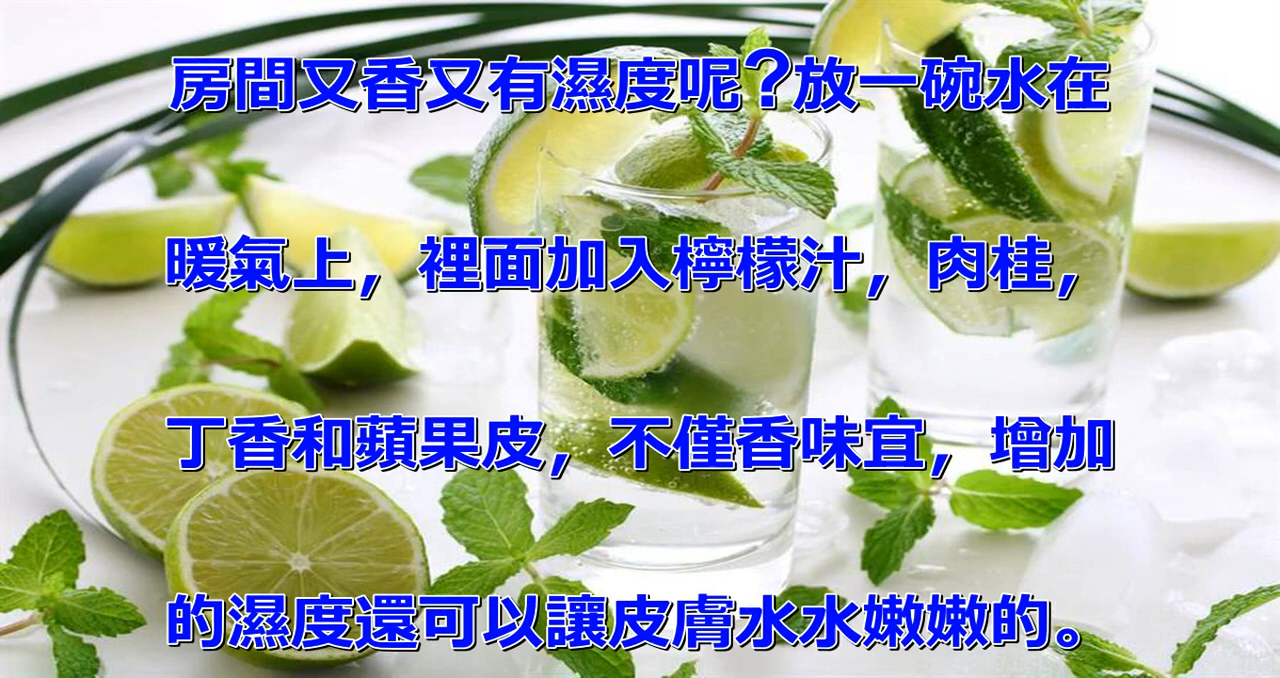 房間又香又有濕度呢?放一碗水在
暖氣上，裡面加入檸檬汁，肉桂，
丁香和蘋果皮，不僅香味宜，增加
的濕度還可以讓皮膚水水嫩嫩的。